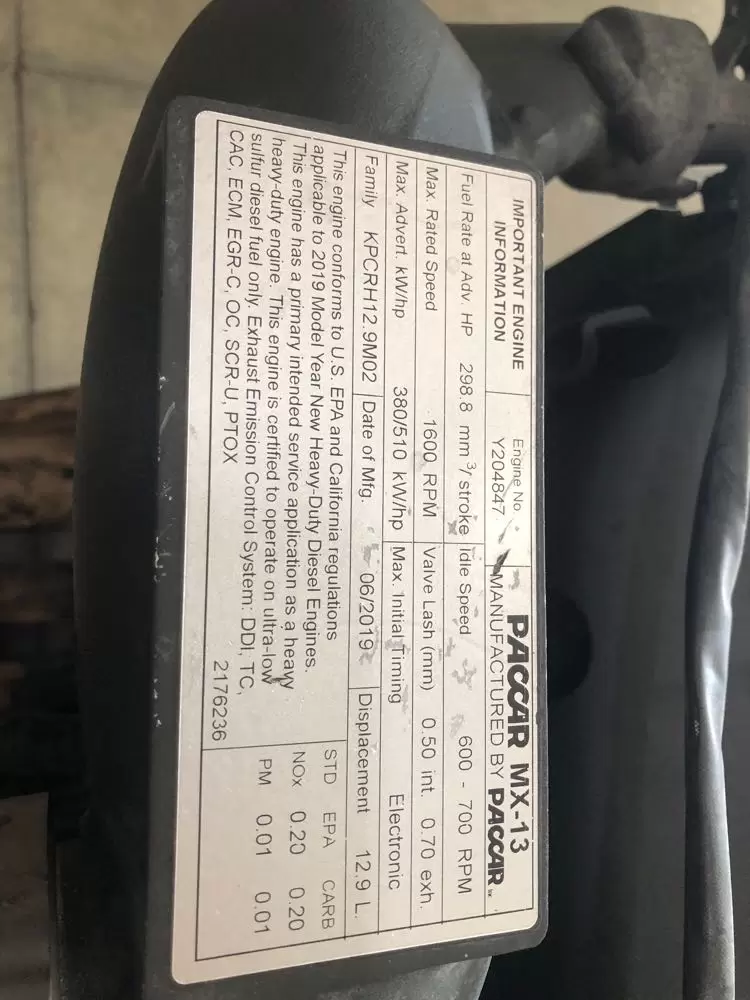 IMPORTANT ENGINE
INFORMATION
Engine No.
Y204847
PACCAR MX-13
MANUFACTURED BY PACCAR
Fuel Rate at Adv. HP 298.8 mm³/ stroke Idle Speed 600 - 700 RPM
Max. Rated Speed 1600 RPM Valve Lash (mm) 0.50 int. 0.70 exh.
Max. Advert. kW/hp 380/510 kW/hp Max. Initial Timing Electronic
Family KPCRH12.9M02 Date of Mfg. 06/2019 Displacement 12.9 L.
This engine conforms to U.S. EPA and California regulations
applicable to 2019 Model Year New Heavy-Duty Diesel Engines.
This engine has a primary intended service application as a heavy
heavy-duty engine. This engine is certified to operate on ultra-low
sulfur diesel fuel only. Exhaust Emission Control System: DDI, TC,
CAC, ECM, EGR-C, OC, SCR-U, PTOX
2176236
STD EPA CARB
NOx 0.20 0.20
PM 0.01 0.01